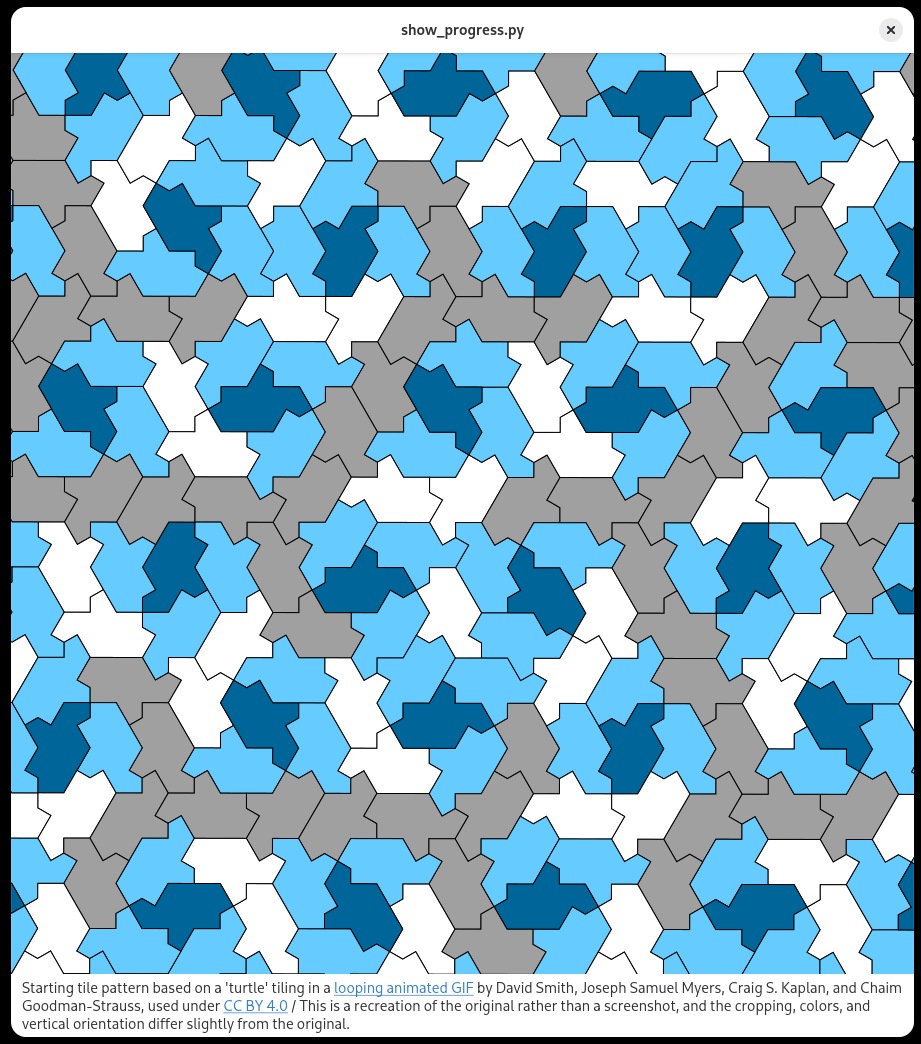 show_progress.py
Starting tile pattern based on a 'turtle' tiling in a looping animated GIF by David Smith, Joseph Samuel Myers, Craig S. Kaplan, and Chaim
Goodman-Strauss, used under CC BY 4.0 / This is a recreation of the original rather than a screenshot, and the cropping, colors, and
vertical orientation differ slightly from the original.